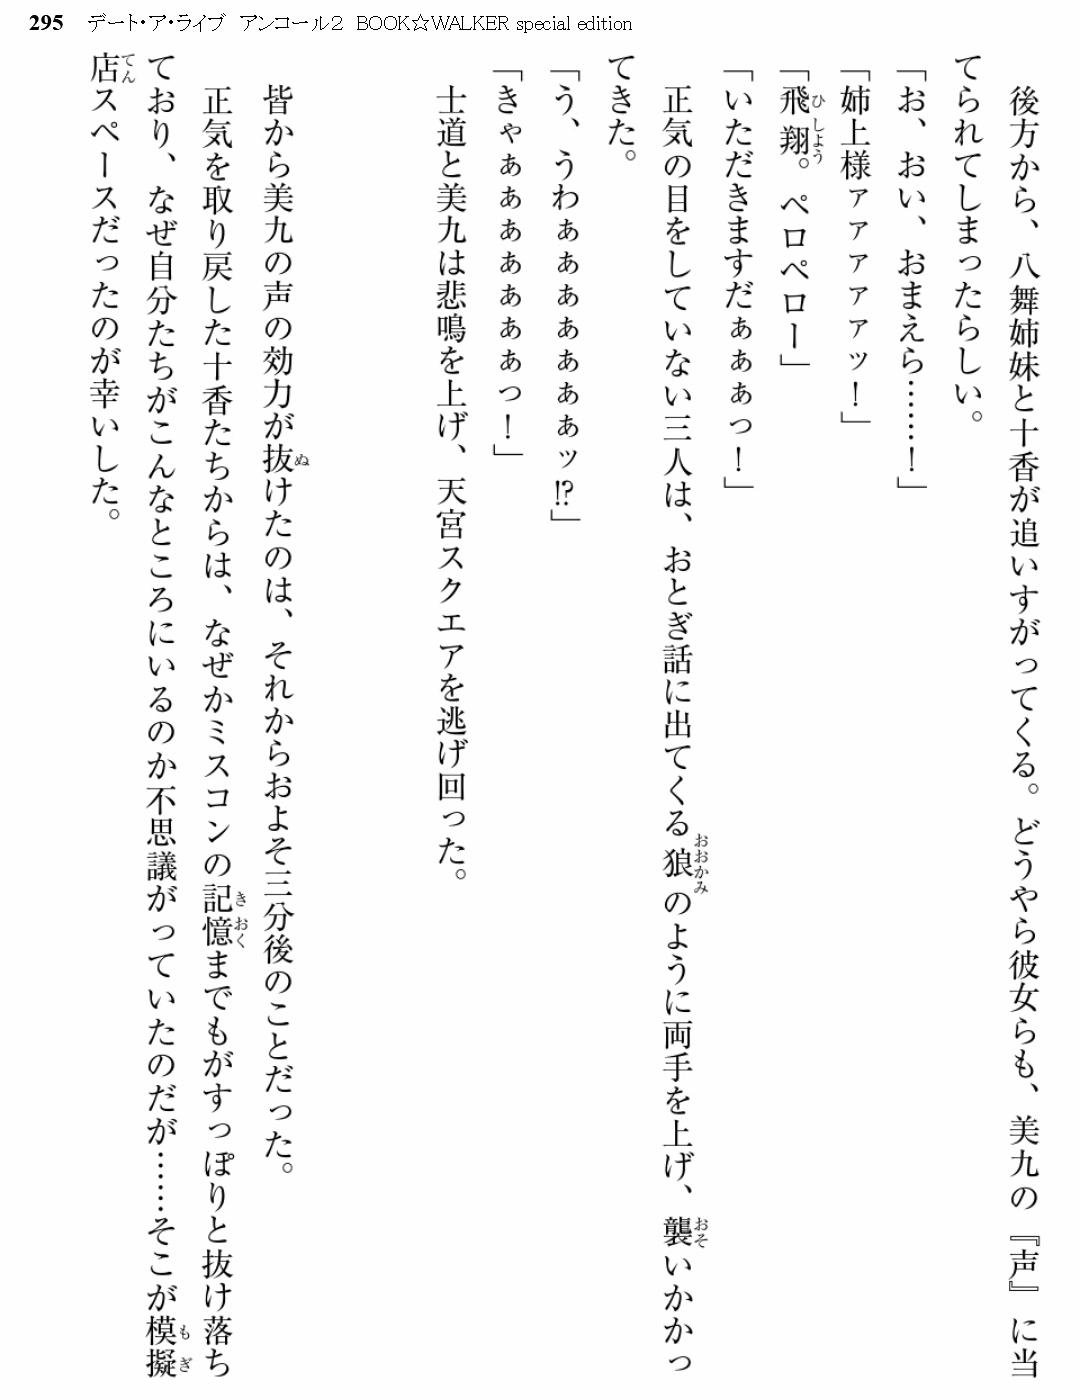 295 デート・ア・ライブ アンコール2 BOOK☆WALKER special edition
　後方から、八舞姉妹と十香が追いすがってくる。どうやら彼女らも、美九の『声』に当
てられてしまったらしい。
「お、おい、おまえら……！」
「姉上様ァァァァァッ！」
「飛翔。ペロペロー」
「いただきますだぁぁぁっ！」
　正気の目をしていない三人は、おとぎ話に出てくる狼のように両手を上げ、襲いかかっ
てきた。
「う、うわぁぁぁぁぁぁぁッ!?」
「きゃぁぁぁぁぁぁぁっ！」
　士道と美九は悲鳴を上げ、天宮スクエアを逃げ回った。
　皆から美九の声の効力が抜けたのは、それからおよそ三分後のことだった。
　正気を取り戻した十香たちからは、なぜかミスコンの記憶までもがすっぽりと抜け落ち
ており、なぜ自分たちがこんなところにいるのか不思議がっていたのだが……そこが模擬
店スペースだったのが幸いした。